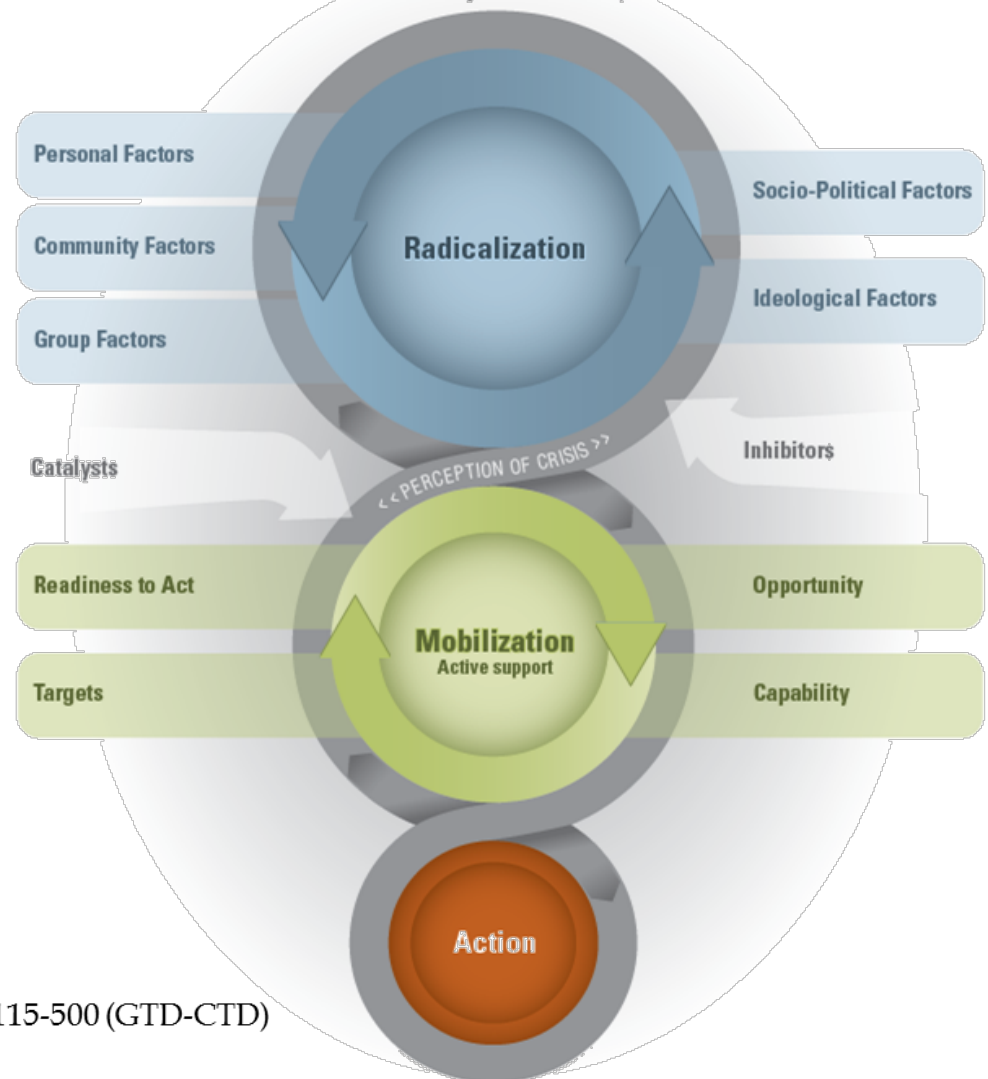 Personal Factors
Community Factors
Group Factors
Radicalization
Socio-Political Factors
Ideological Factors
Catalysts
<< PERCEPTION OF CRISIS >>
Inhibitors
Readiness to Act
Targets
Mobilization
Active support
Opportunity
Capability
Action
115-500 (GTD-CTD)